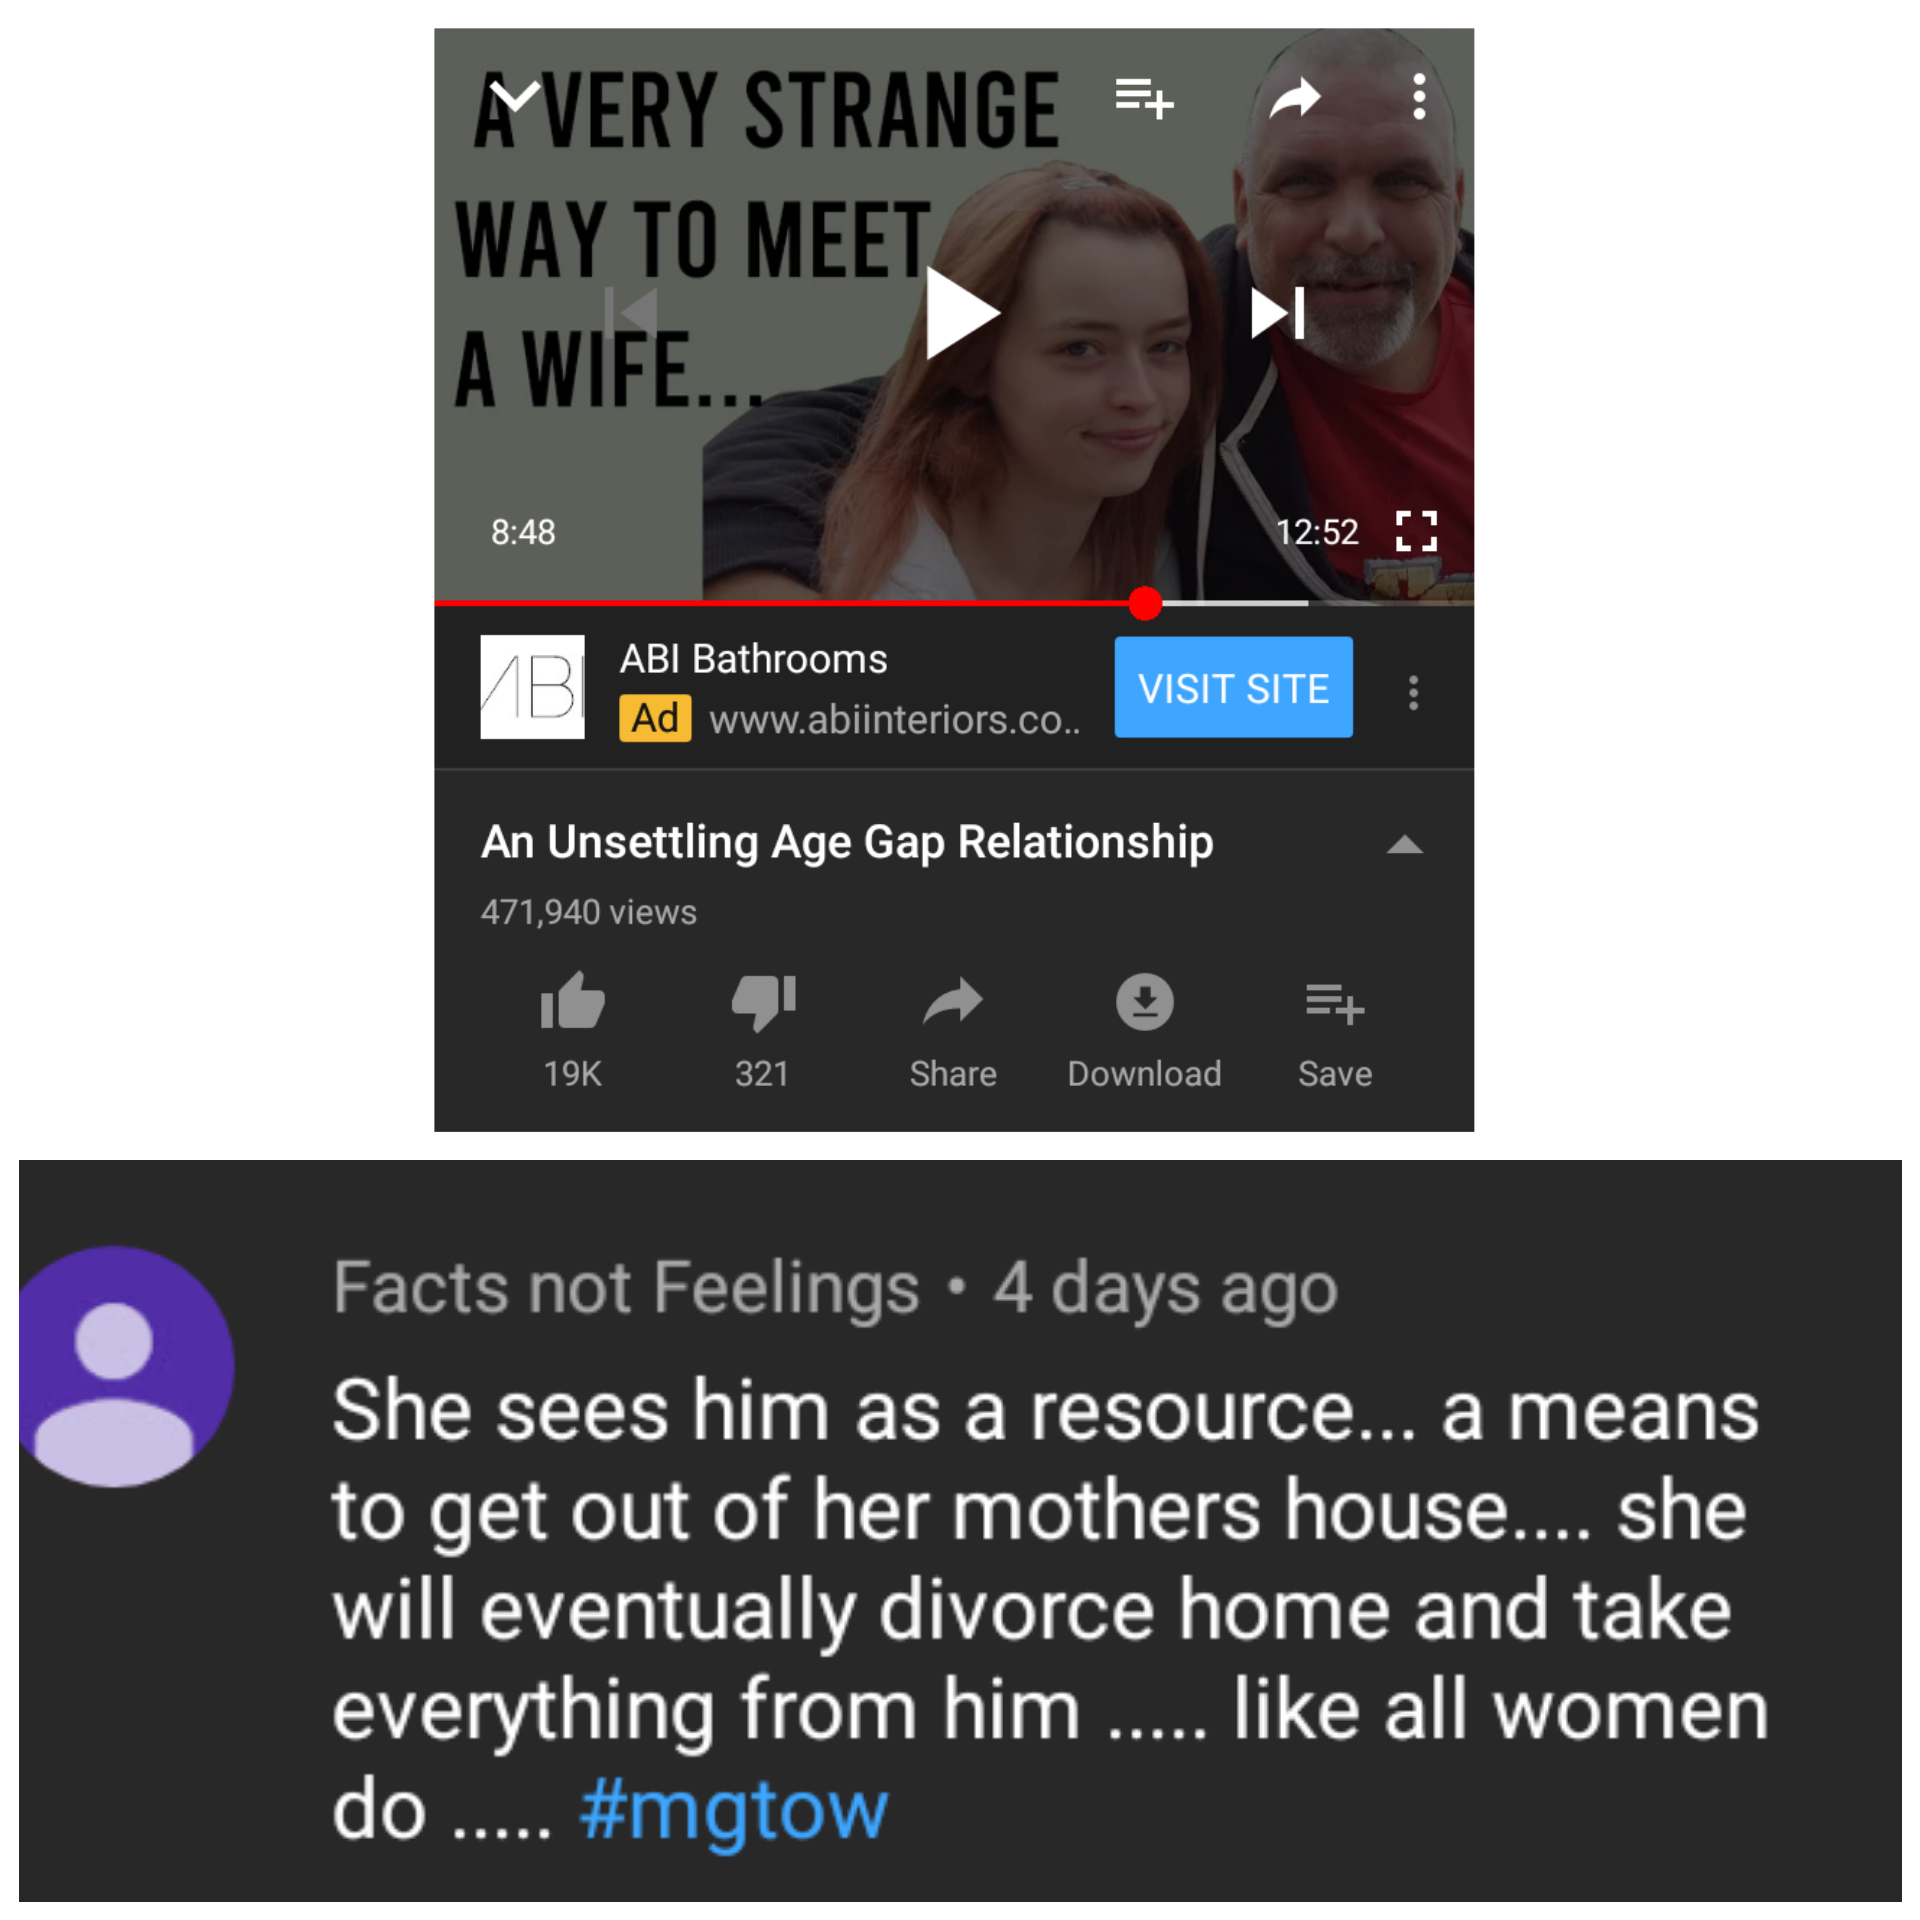 A VERY STRANGE
WAY TO MEET
A WIFE...
8:48
12:52
ABI
ABI Bathrooms
VISIT SITE
Ad www.abiinteriors.co..
An Unsettling Age Gap Relationship
471,940 views
19K 321 Share Download Save
Facts not Feelings • 4 days ago
She sees him as a resource... a means
to get out of her mothers house.... she
will eventually divorce home and take
everything from him ..... like all women
do ..... #mgtow